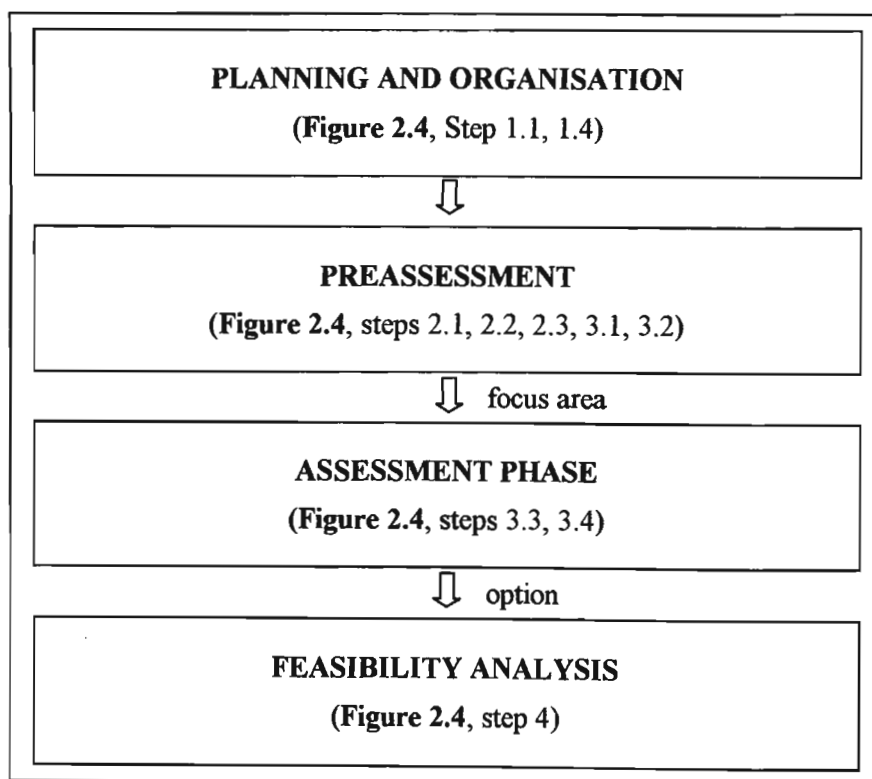 PLANNING AND ORGANISATION
(Figure 2.4, Step 1.1, 1.4)
PREASSESSMENT
(Figure 2.4, steps 2.1, 2.2, 2.3, 3.1, 3.2)
focus area
ASSESSMENT PHASE
(Figure 2.4, steps 3.3, 3.4)
option
FEASIBILITY ANALYSIS
(Figure 2.4, step 4)